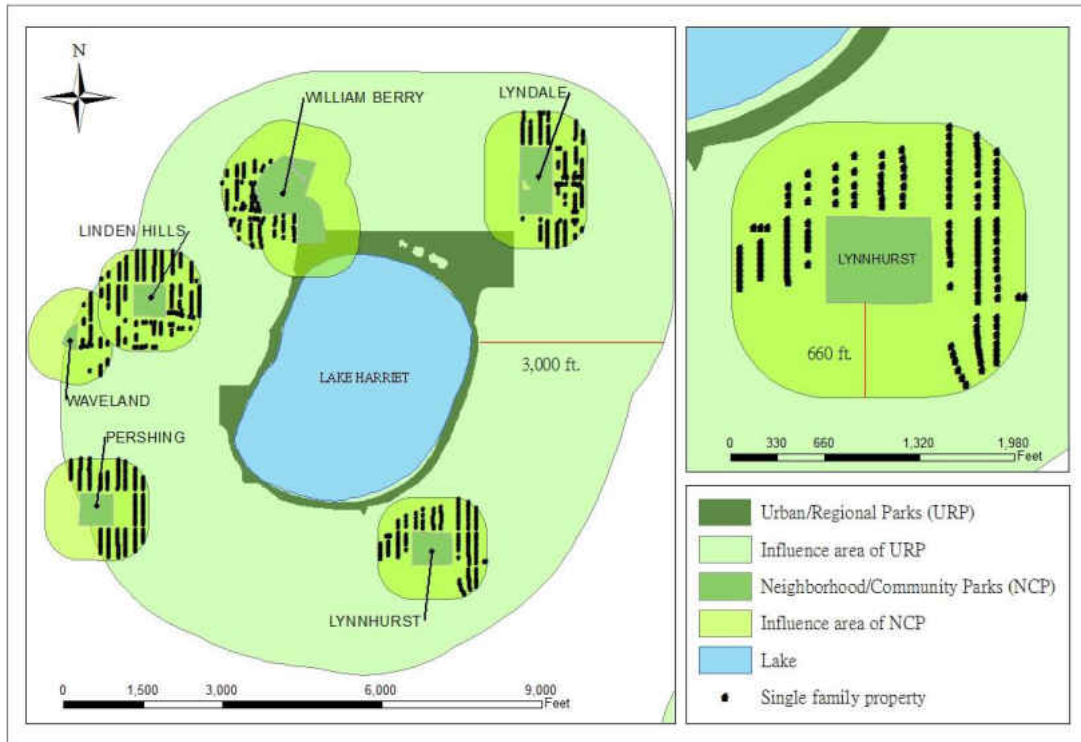 N
WILLIAM BERRY
LYNDALE
LINDEN HILLS
3,000 ft.
LAKE HARRIET
WAVELAND
PERSHING
LYNNHURST
0 1,500 3,000 6,000 9,000
Feet
LYNNHURST
660 ft.
0 330 660 1,320 1,980
Feet
Urban/Regional Parks (URP)
Influence area of URP
Neighborhood/Community Parks (NCP)
Influence area of NCP
Lake
Single family property